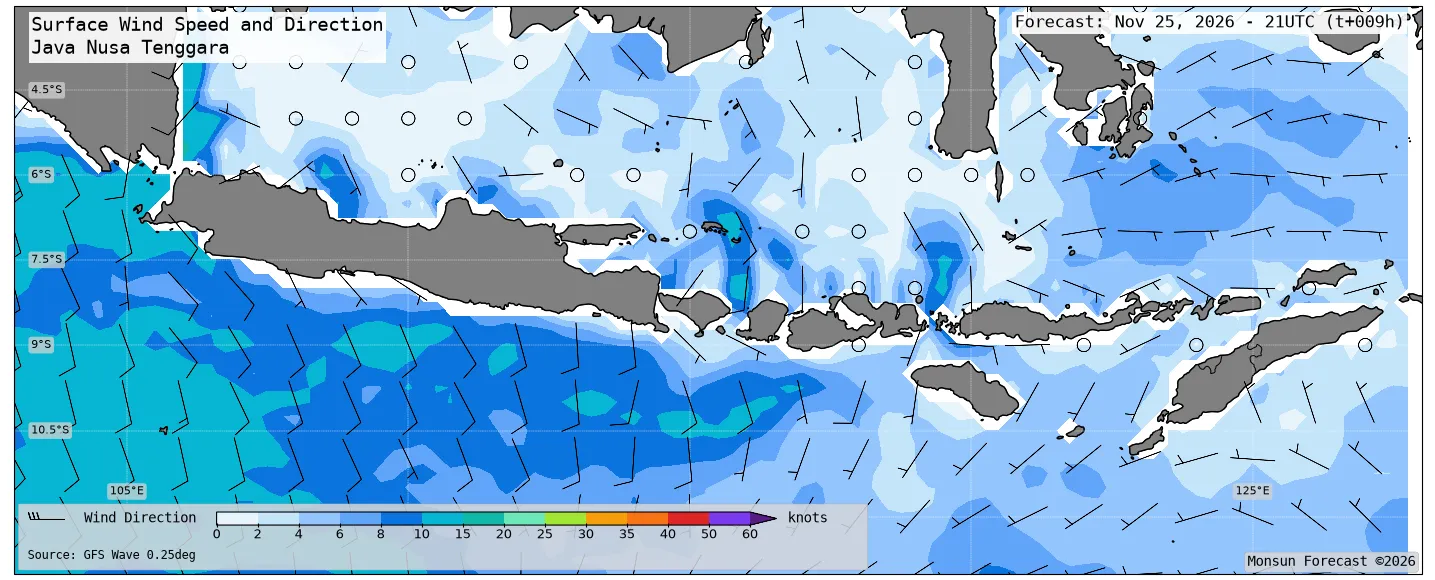 Surface Wind Speed and Direction
Java Nusa Tenggara
Forecast: Nov 25, 2026 - 21UTC (t+009h)
4.5°S
6°S
7.5°S
9°S
10.5°S
105°E
125°E
Wind Direction
0 2 4 6 8 10 15 20 25 30 35 40 50 60
knots
Source: GFS Wave 0.25deg
Monsun Forecast ©2026